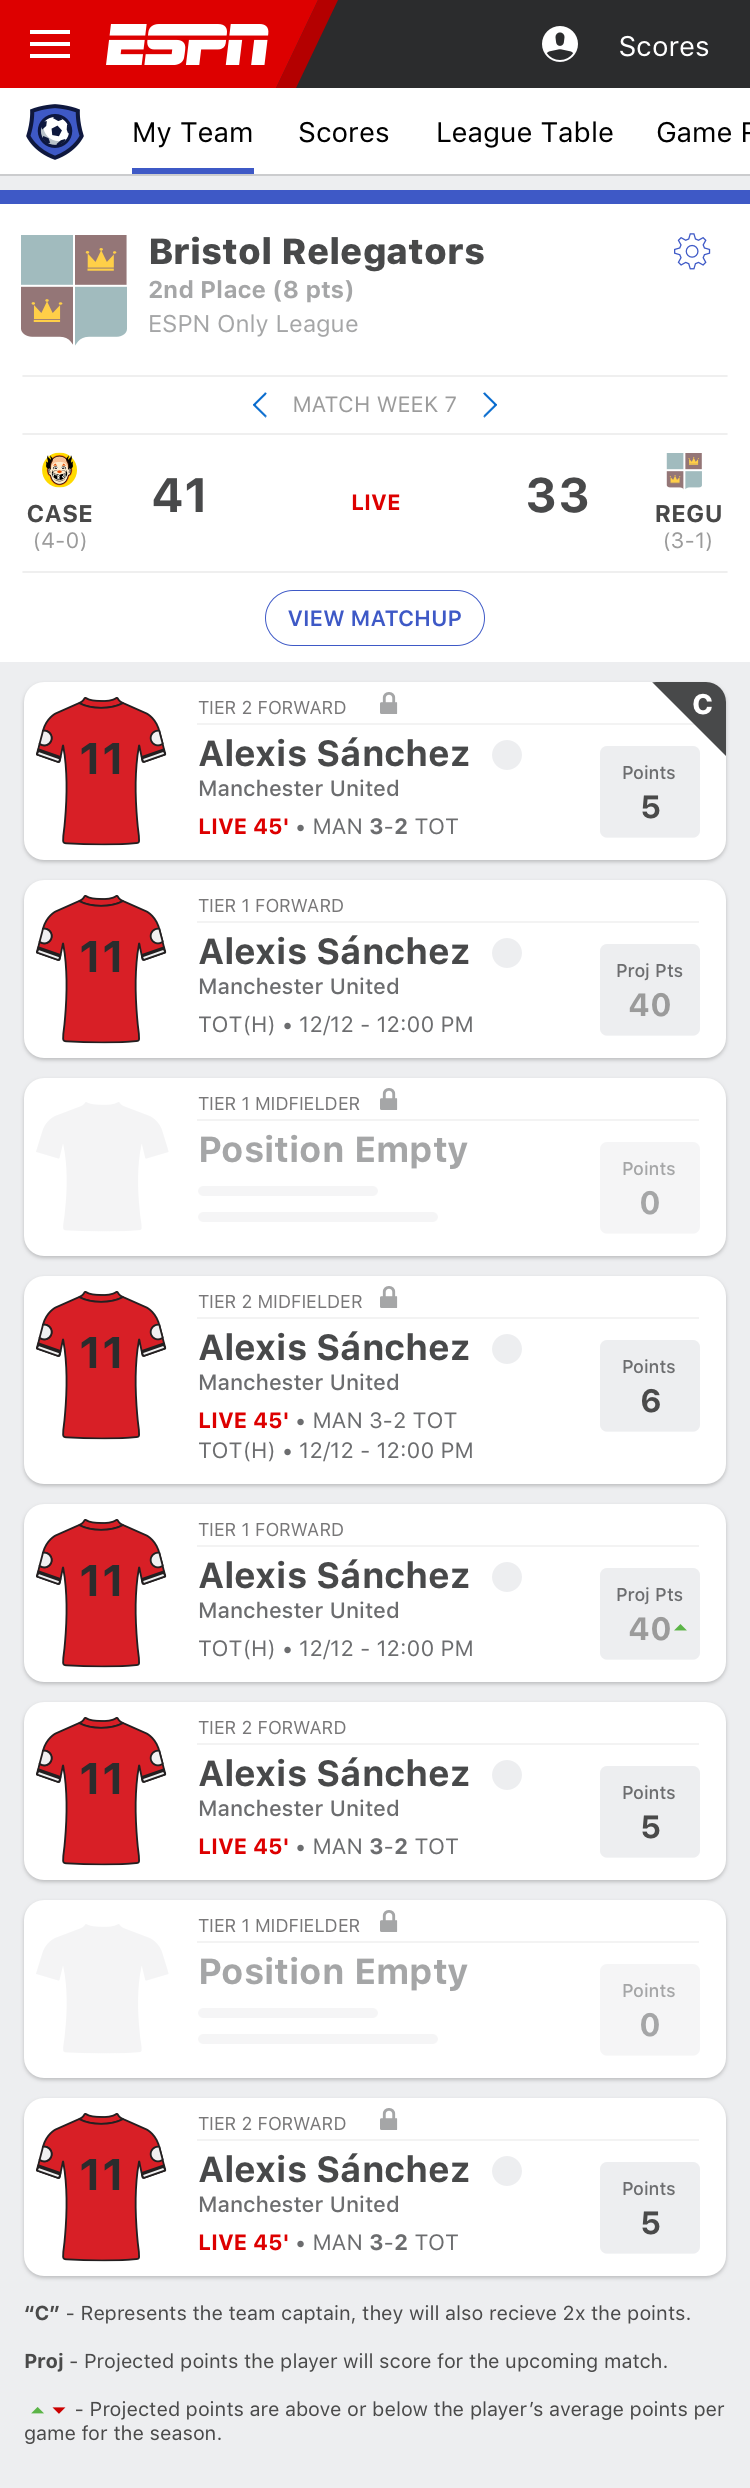 ESPN
Scores
My Team Scores League Table Game
Bristol Relegators
2nd Place (8 pts)
ESPN Only League
MATCH WEEK 7
41 LIVE 33
CASE REGU
(4-0) (3-1)
VIEW MATCHUP
TIER 2 FORWARD
C
11
Alexis Sánchez
Manchester United
LIVE 45' • MAN 3-2 TOT
Points
5
TIER 1 FORWARD
11
Alexis Sánchez
Manchester United
TOT(H) • 12/12 - 12:00 PM
Proj Pts
40
TIER 1 MIDFIELDER
Position Empty
Points
0
TIER 2 MIDFIELDER
11
Alexis Sánchez
Manchester United
LIVE 45' • MAN 3-2 TOT
TOT(H) • 12/12 - 12:00 PM
Points
6
TIER 1 FORWARD
11
Alexis Sánchez
Manchester United
TOT(H) • 12/12 - 12:00 PM
Proj Pts
40
TIER 2 FORWARD
11
Alexis Sánchez
Manchester United
LIVE 45' • MAN 3-2 TOT
Points
5
TIER 1 MIDFIELDER
Position Empty
Points
0
TIER 2 FORWARD
11
Alexis Sánchez
Manchester United
LIVE 45' • MAN 3-2 TOT
Points
5
“C” - Represents the team captain, they will also recieve 2x the points.
Proj - Projected points the player will score for the upcoming match.
- Projected points are above or below the player’s average points per
game for the season.